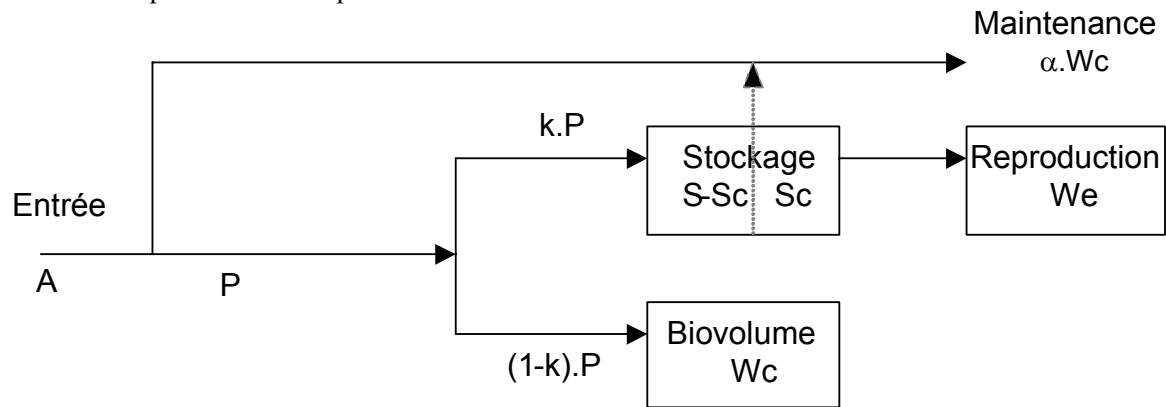 Maintenance
α.Wc
k.P
Stockage
S-Sc Sc
Reproduction
We
Entrée
A
P
Biovolume
Wc
(1-k).P